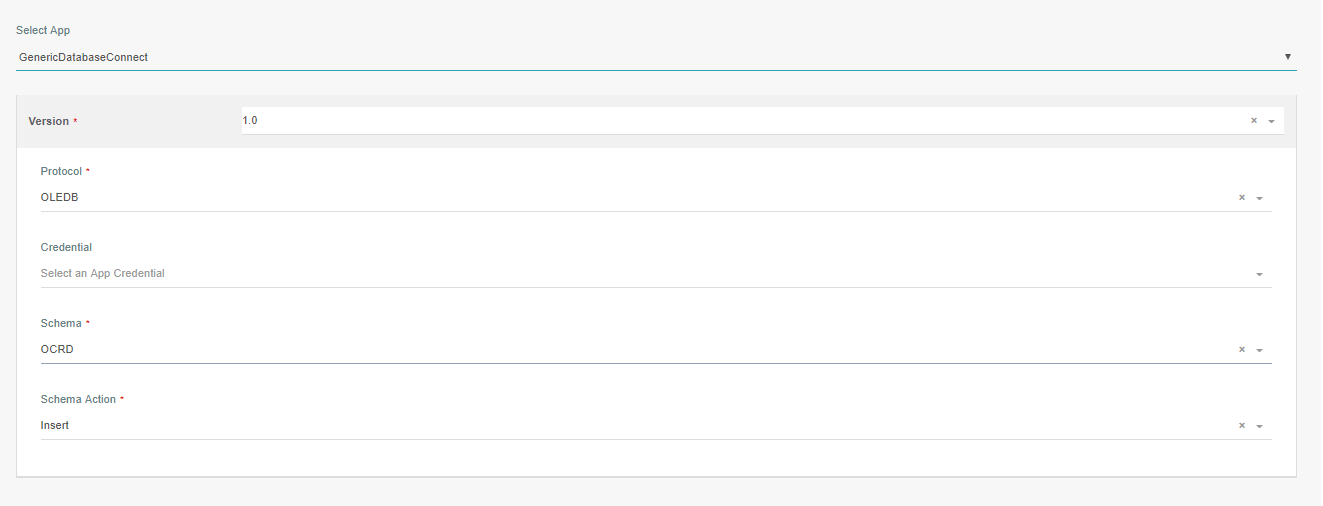 Select App
GenericDatabaseConnect
Version *
1.0
Protocol *
OLEDB
Credential
Select an App Credential
Schema *
OCRD
Schema Action *
Insert